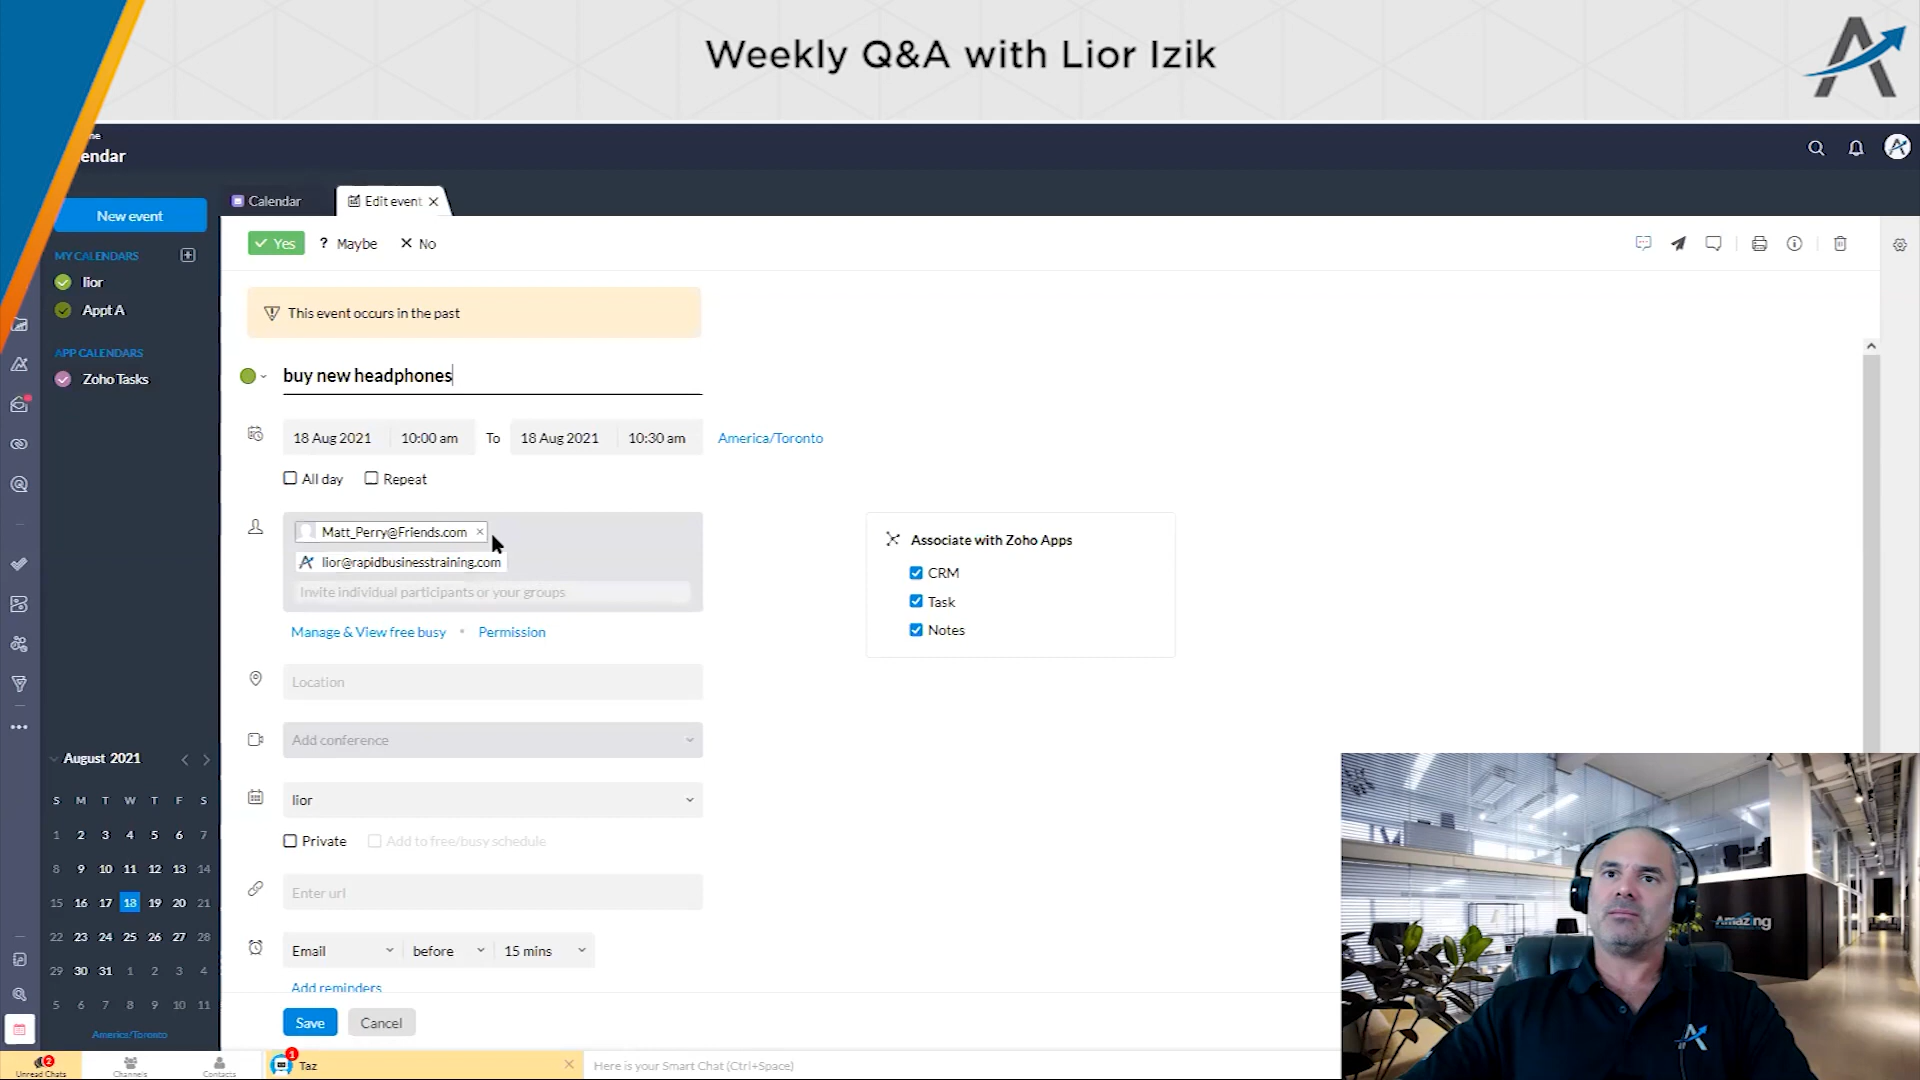 Weekly Q&A with Lior Izik
ne
endar
New event
MY CALENDARS
lior
Appt A
APP CALENDARS
Zoho Tasks
Calendar
Edit event
Yes
? Maybe
No
This event occurs in the past
buy new headphones
18 Aug 2021 10:00 am To 18 Aug 2021 10:30 am America/Toronto
All day Repeat
Matt_Perry@Friends.com ×
lior@rapidbusinesstraining.com
Invite individual participants or your groups
Manage & View free busy • Permission
Associate with Zoho Apps
CRM
Task
Notes
Location
Add conference
lior
Private Add to free/busy schedule
Enter url
Email before 15 mins
Add reminders
Save Cancel
August 2021
S M T W T F S
1 2 3 4 5 6 7
8 9 10 11 12 13 14
15 16 17 18 19 20 21
22 23 24 25 26 27 28
29 30 31 1 2 3 4
5 6 7 8 9 10 11
America/Toronto
2
Unread Chats
Channels
Contacts
1
Taz
Here is your Smart Chat (Ctrl+Space)
Amazing